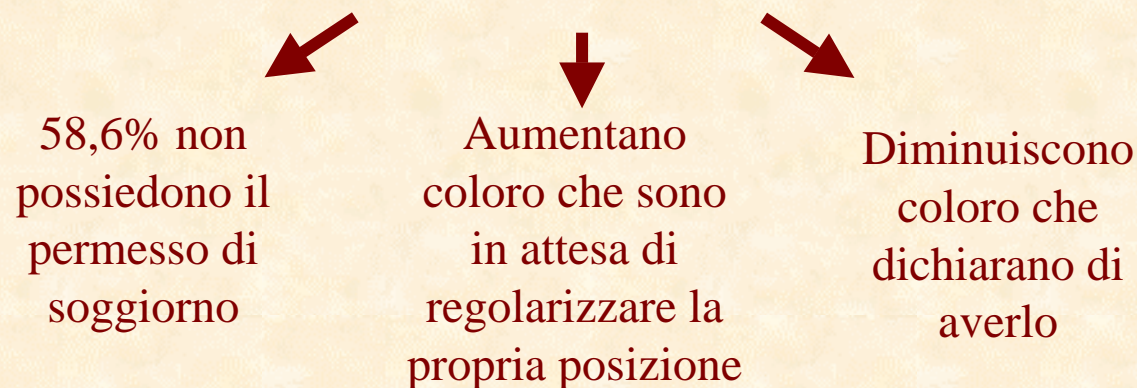 58,6% non
possiedono il
permesso di
soggiorno
Aumentano
coloro che sono
in attesa di
regolarizzare la
propria posizione
Diminuiscono
coloro che
dichiarano di
averlo